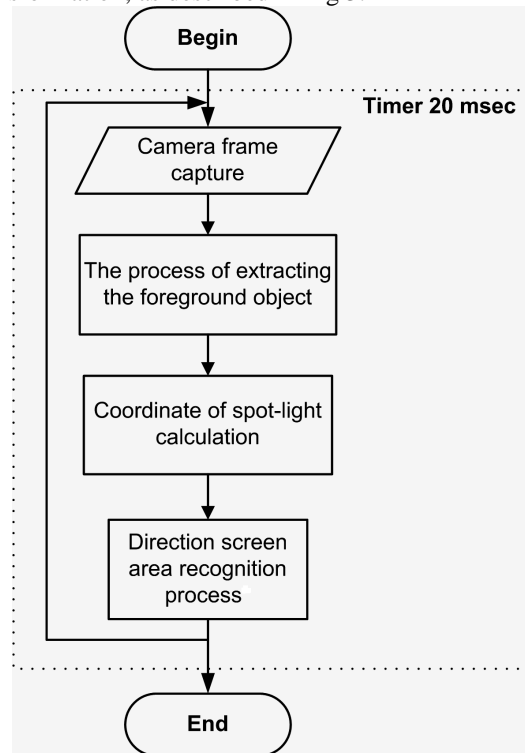 Begin
Timer 20 msec
Camera frame
capture
The process of extracting
the foreground object
Coordinate of spot-light
calculation
Direction screen
area recognition
process
End